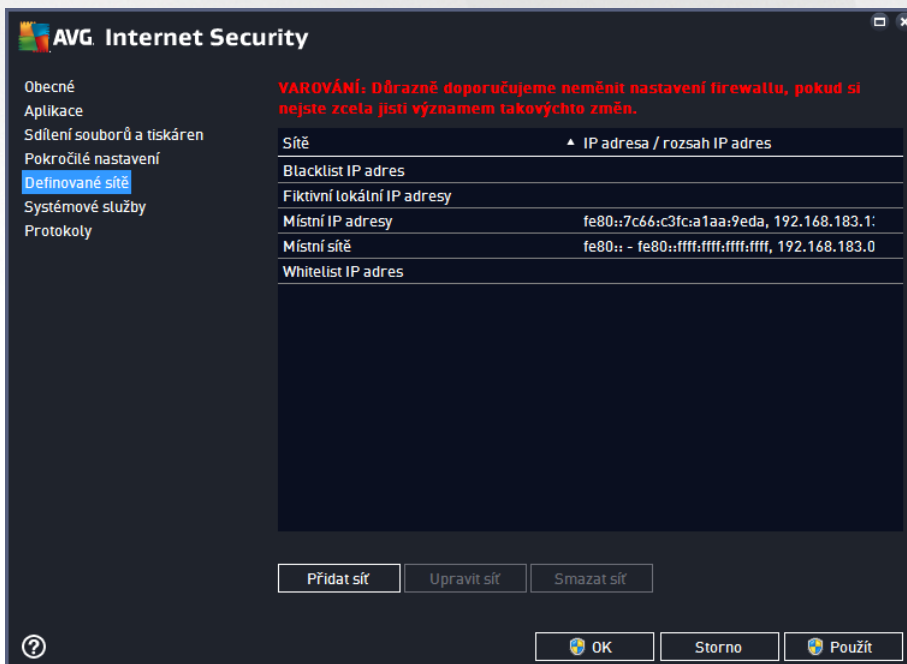 AVG Internet Security
Obecné
Aplikace
Sdílení souborů a tiskáren
Pokročilé nastavení
Definované sítě
Systémové služby
Protokoly
VAROVÁNÍ: Důrazně doporučujeme neměnit nastavení firewallu, pokud si
nejste zcela jisti významem takovýchto změn.
Sítě IP adresa / rozsah IP adres
Blacklist IP adres
Fiktivní lokální IP adresy
Místní IP adresy fe80::7c66:c3fc:a1aa:9eda, 192.168.183.1
Místní sítě fe80:: - fe80::ffff:ffff:ffff:ffff, 192.168.183.0
Whitelist IP adres
Přidat síť Upravit síť Smazat síť
OK Storno Použít